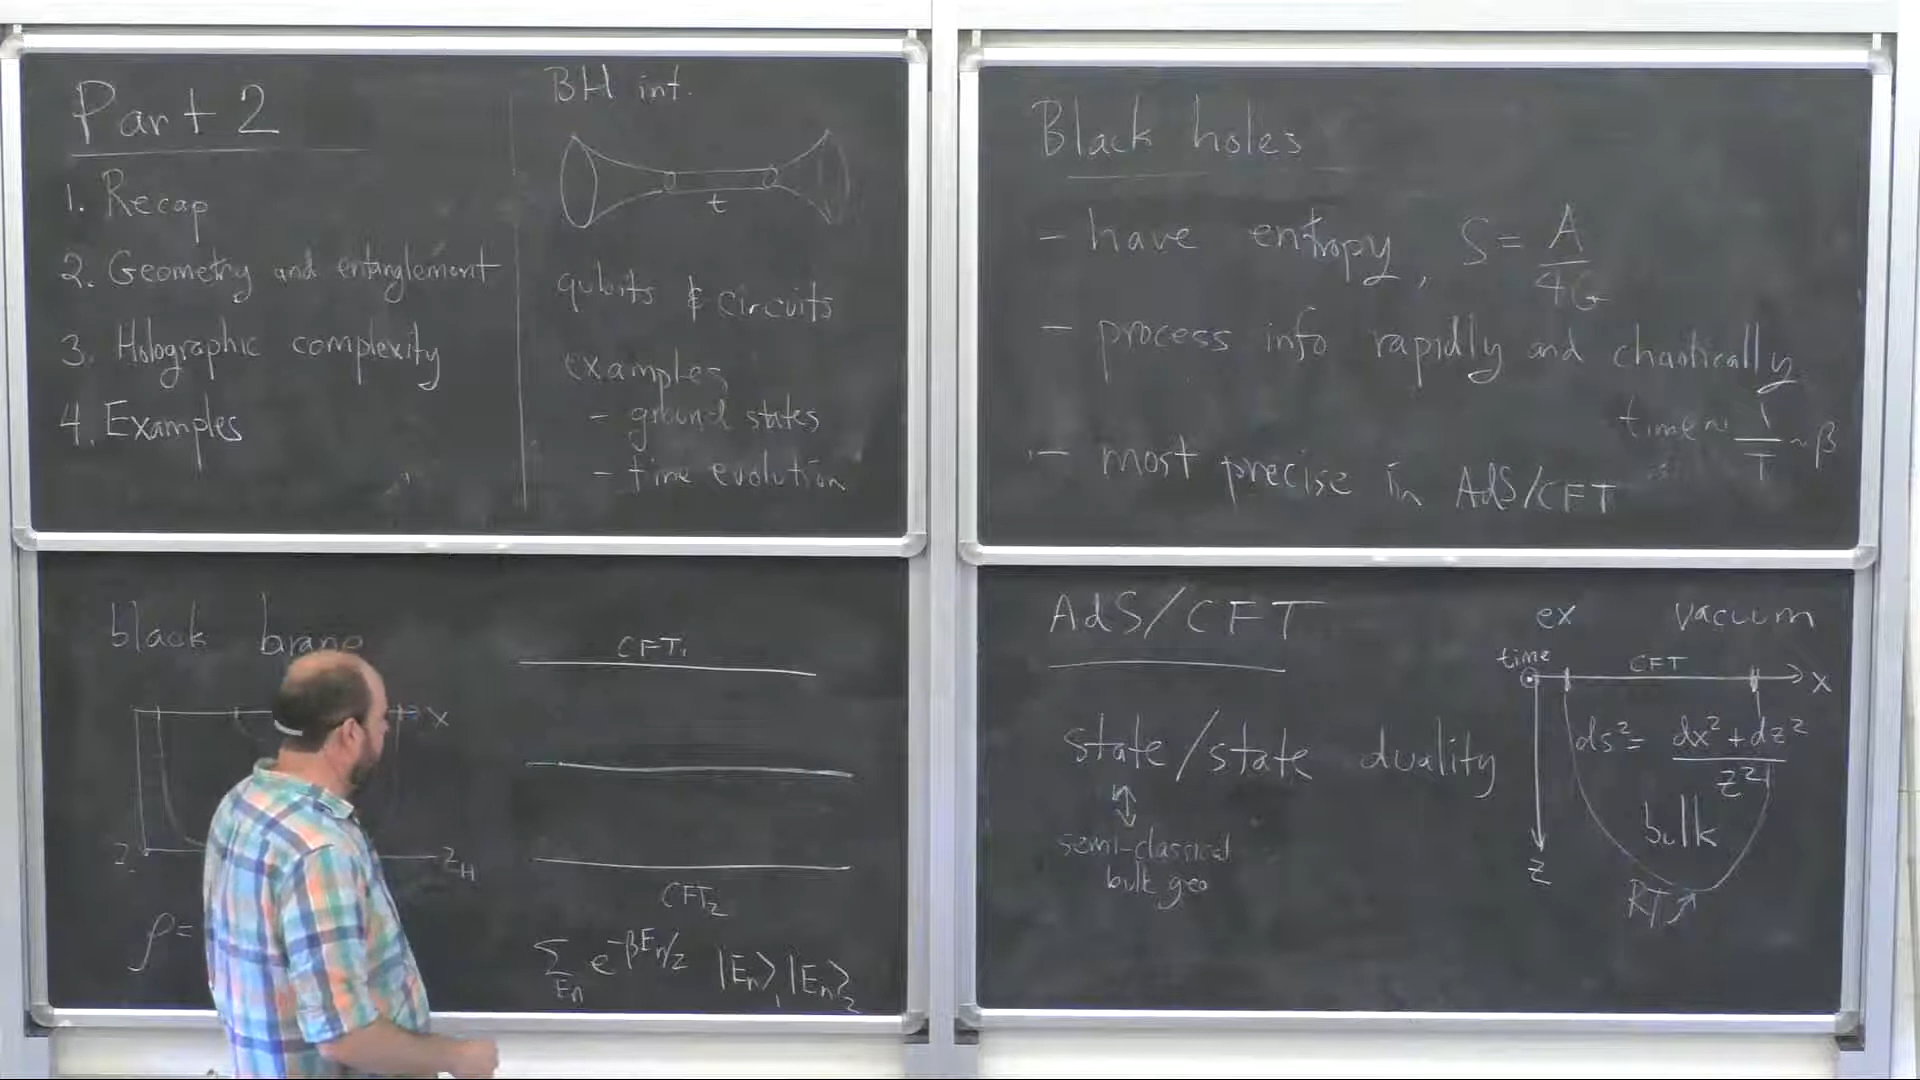 Part 2
1. Recap
2. Geometry and entanglement
3. Holographic complexity
4. Examples
BH int.
t
qubits & circuits
examples
- ground states
- time evolution
Black holes
- have entropy, S = A/4G
- process info rapidly and chaotically
time ~ 1/T ~ β
- most precise in AdS/CFT
black brane
x
z_H
ρ =
CFT₁
CFT₂
∑_{En} e^{-βEn/2} |En⟩₁ |En⟩₂
AdS/CFT
state/state duality
↕
semi-classical
bulk geo
ex vacuum
time CFT x
ds² = (dx² + dz²)/z²
bulk
z
RT